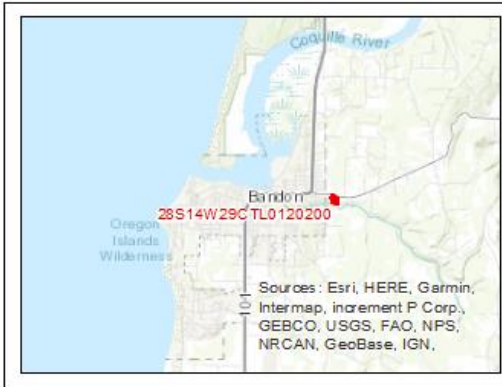 Coquille River
Bandon
28S14W29CTL0120200
Oregon
Islands
Wilderness
101
Sources: Esri, HERE, Garmin,
Intermap, increment P Corp.,
GEBCO, USGS, FAO, NPS,
NRCAN, GeoBase, IGN,